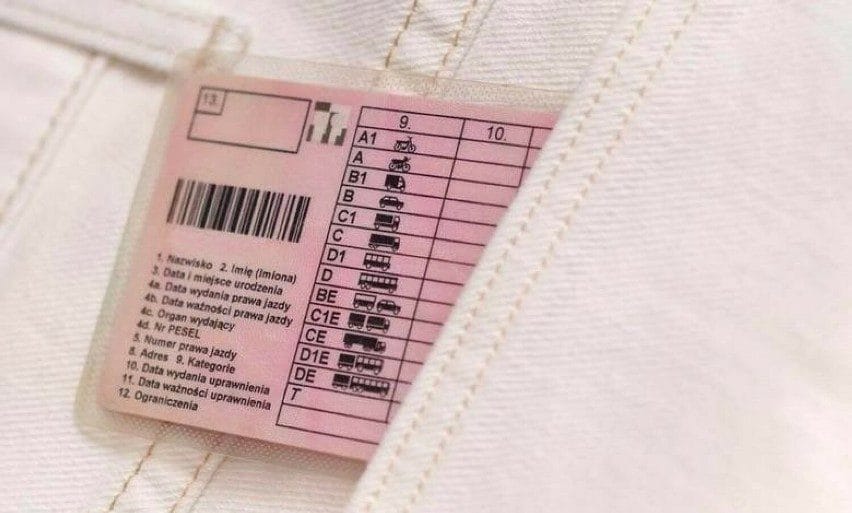 13.
9. 10.
A1
A
B1
B
C1
C
D1
D
BE
C1E
CE
D1E
DE
T
1. Nazwisko 2. Imię (Imiona)
3. Data i miejsce urodzenia
4a. Data wydania prawa jazdy
4b. Data ważności prawa jazdy
4c. Organ wydający
4d. Nr PESEL
5. Numer prawa jazdy
8. Adres 9. Kategorie
10. Data wydania uprawnienia
11. Data ważności uprawnienia
12. Ograniczenia